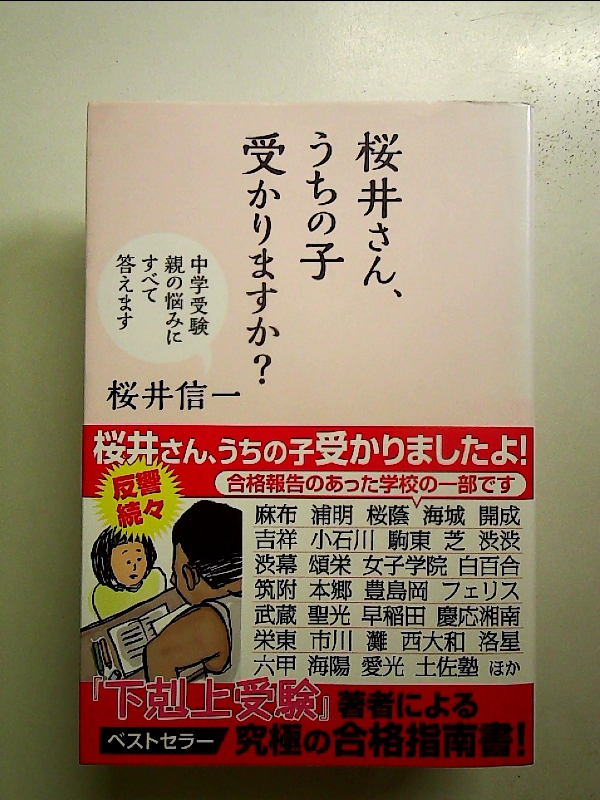 桜井さん、
うちの子
受かりますか?
中学受験
親の悩みに
すべて
答えます
桜井信一
桜井さん、うちの子受かりましたよ!
反響
続々
合格報告のあった学校の一部です
麻布 浦明 桜蔭 海城 開成
吉祥 小石川 駒東 芝 渋渋
渋幕 頌栄 女子学院 白百合
筑附 本郷 豊島岡 フェリス
武蔵 聖光 早稲田 慶応湘南
栄東 市川 灘 西大和 洛星
六甲 海陽 愛光 土佐塾 ほか
『下剋上受験』著者による
ベストセラー 究極の合格指南書!